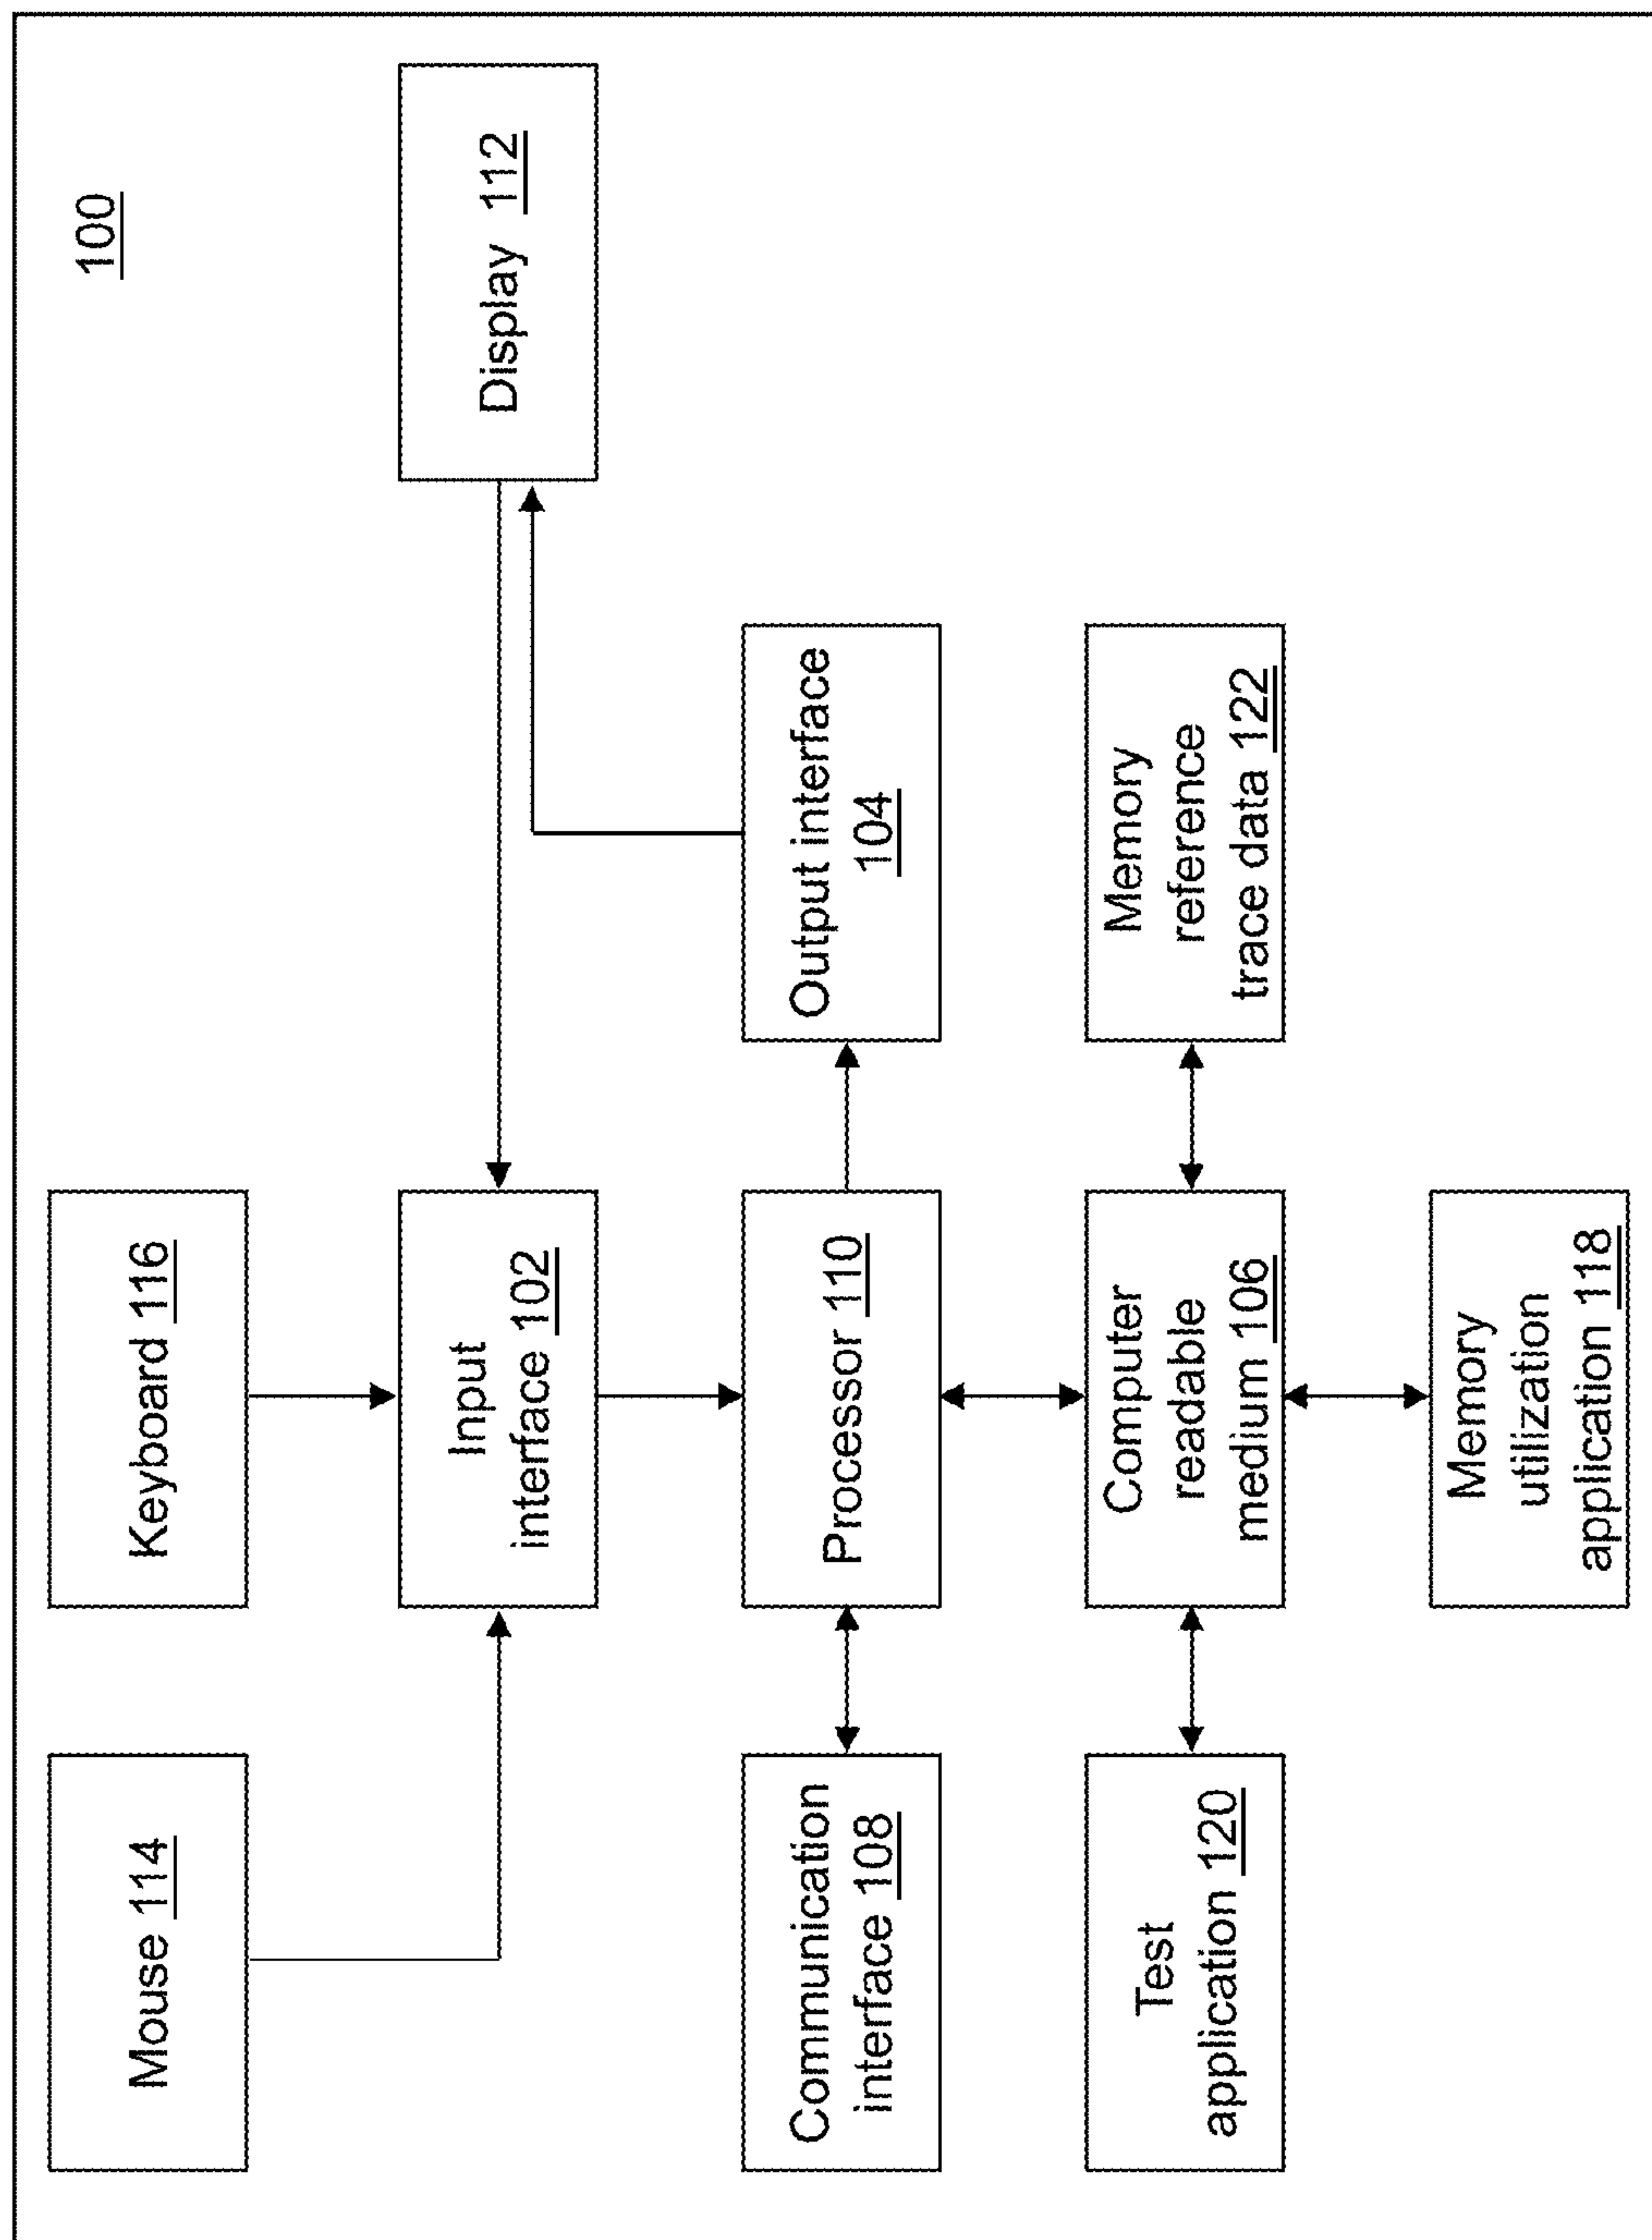 100
Mouse 114
Keyboard 116
Input
interface 102
Display 112
Communication
interface 108
Processor 110
Output interface
104
Test
application 120
Computer
readable
medium 106
Memory
reference
trace data 122
Memory
utilization
application 118